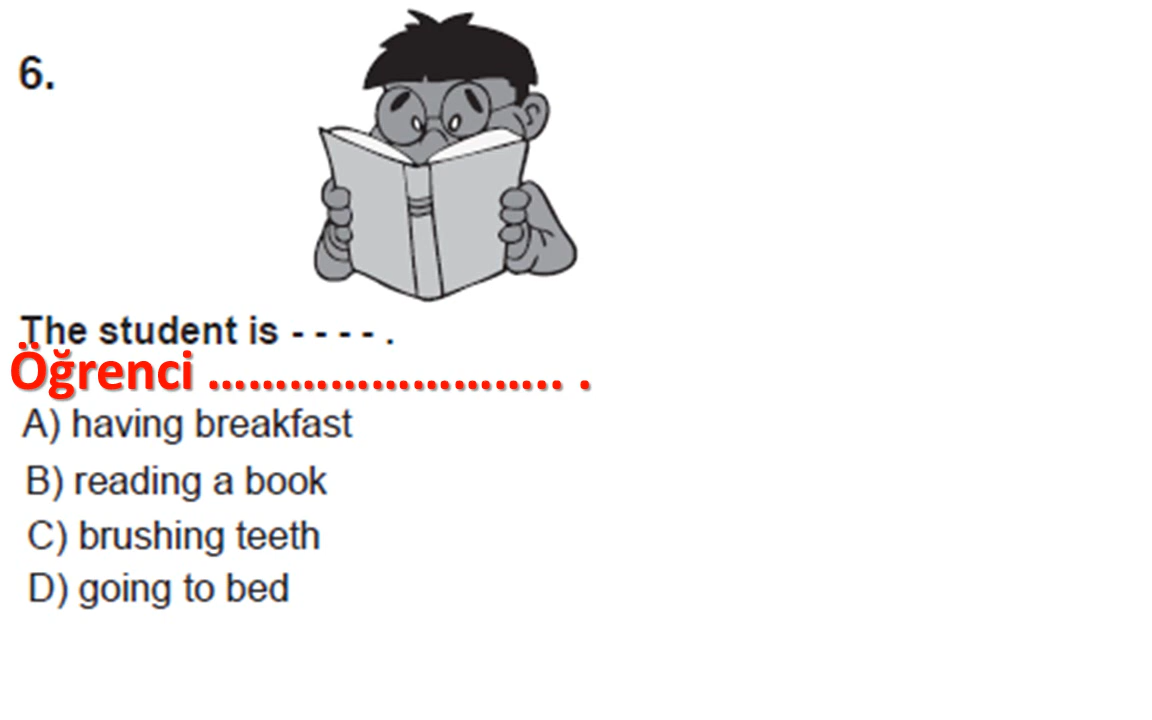 6.
The student is - - - - .
Öğrenci ............................ .
A) having breakfast
B) reading a book
C) brushing teeth
D) going to bed